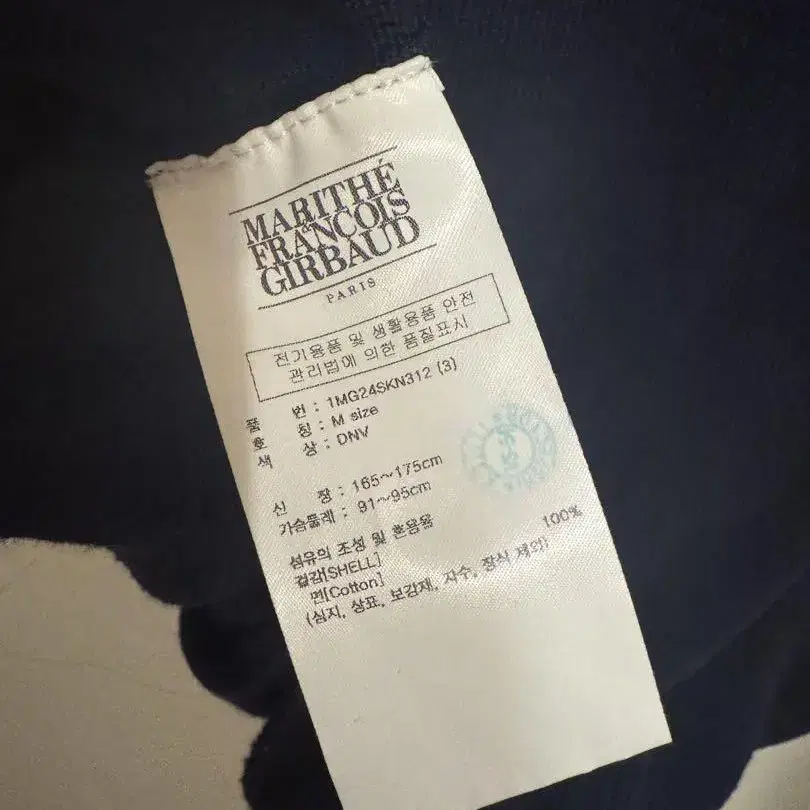 MARITHÉ
&
FRANCOIS
GIRBAUD
PARIS
전기용품 및 생활용품 안전
관리법에 의한 품질표시
품 번 : 1MG24SKN312 (3)
호 칭 : M size
색 상 : DNV
신 장 : 165~175cm
가슴둘레 : 91~95cm
섬유의 조성 및 혼용율
겉감[SHELL]
면[Cotton] 100%
(심지, 상표, 보강제, 자수, 장식 제외)